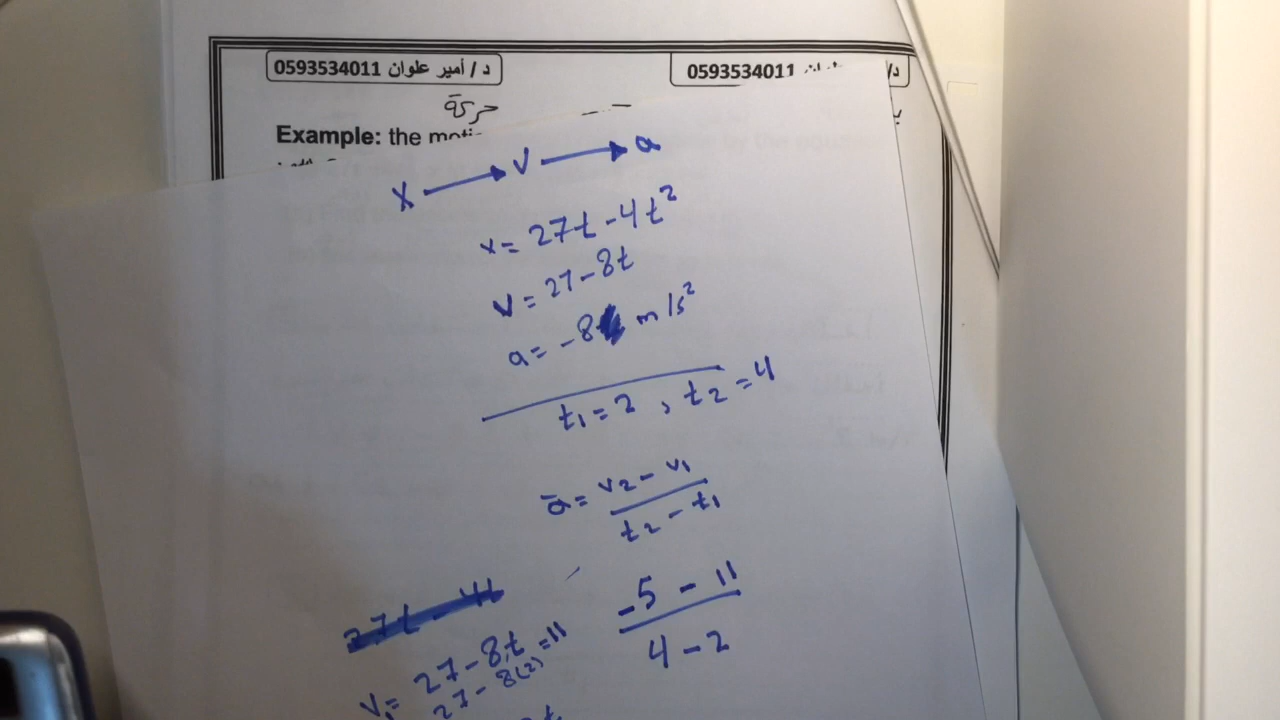 د / أمير علوان 0593534011
0593534011
حركة
Example: the
X → V → a
x = 27t - 4t²
v = 27 - 8t
a = -8 m/s²
t₁ = 2 , t₂ = 4
ā = (v₂ - v₁) / (t₂ - t₁)
(-5 - 11) / (4 - 2)
v₁ = 27 - 8t = 11
27 - 8(2)